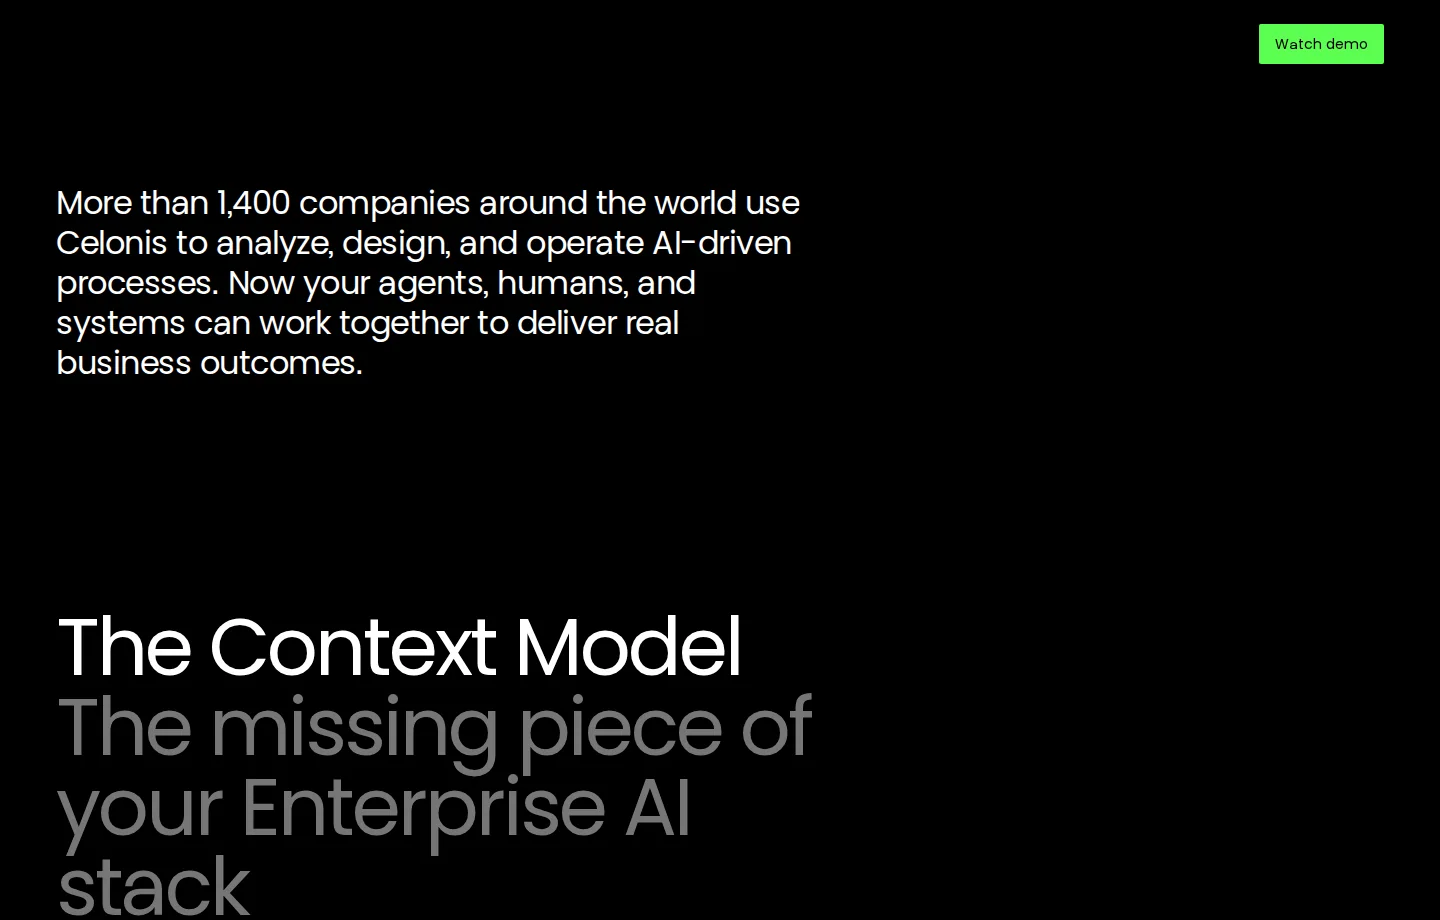 Watch demo
More than 1,400 companies around the world use
Celonis to analyze, design, and operate AI-driven
processes. Now your agents, humans, and
systems can work together to deliver real
business outcomes.
The Context Model
The missing piece of
your Enterprise AI
stack